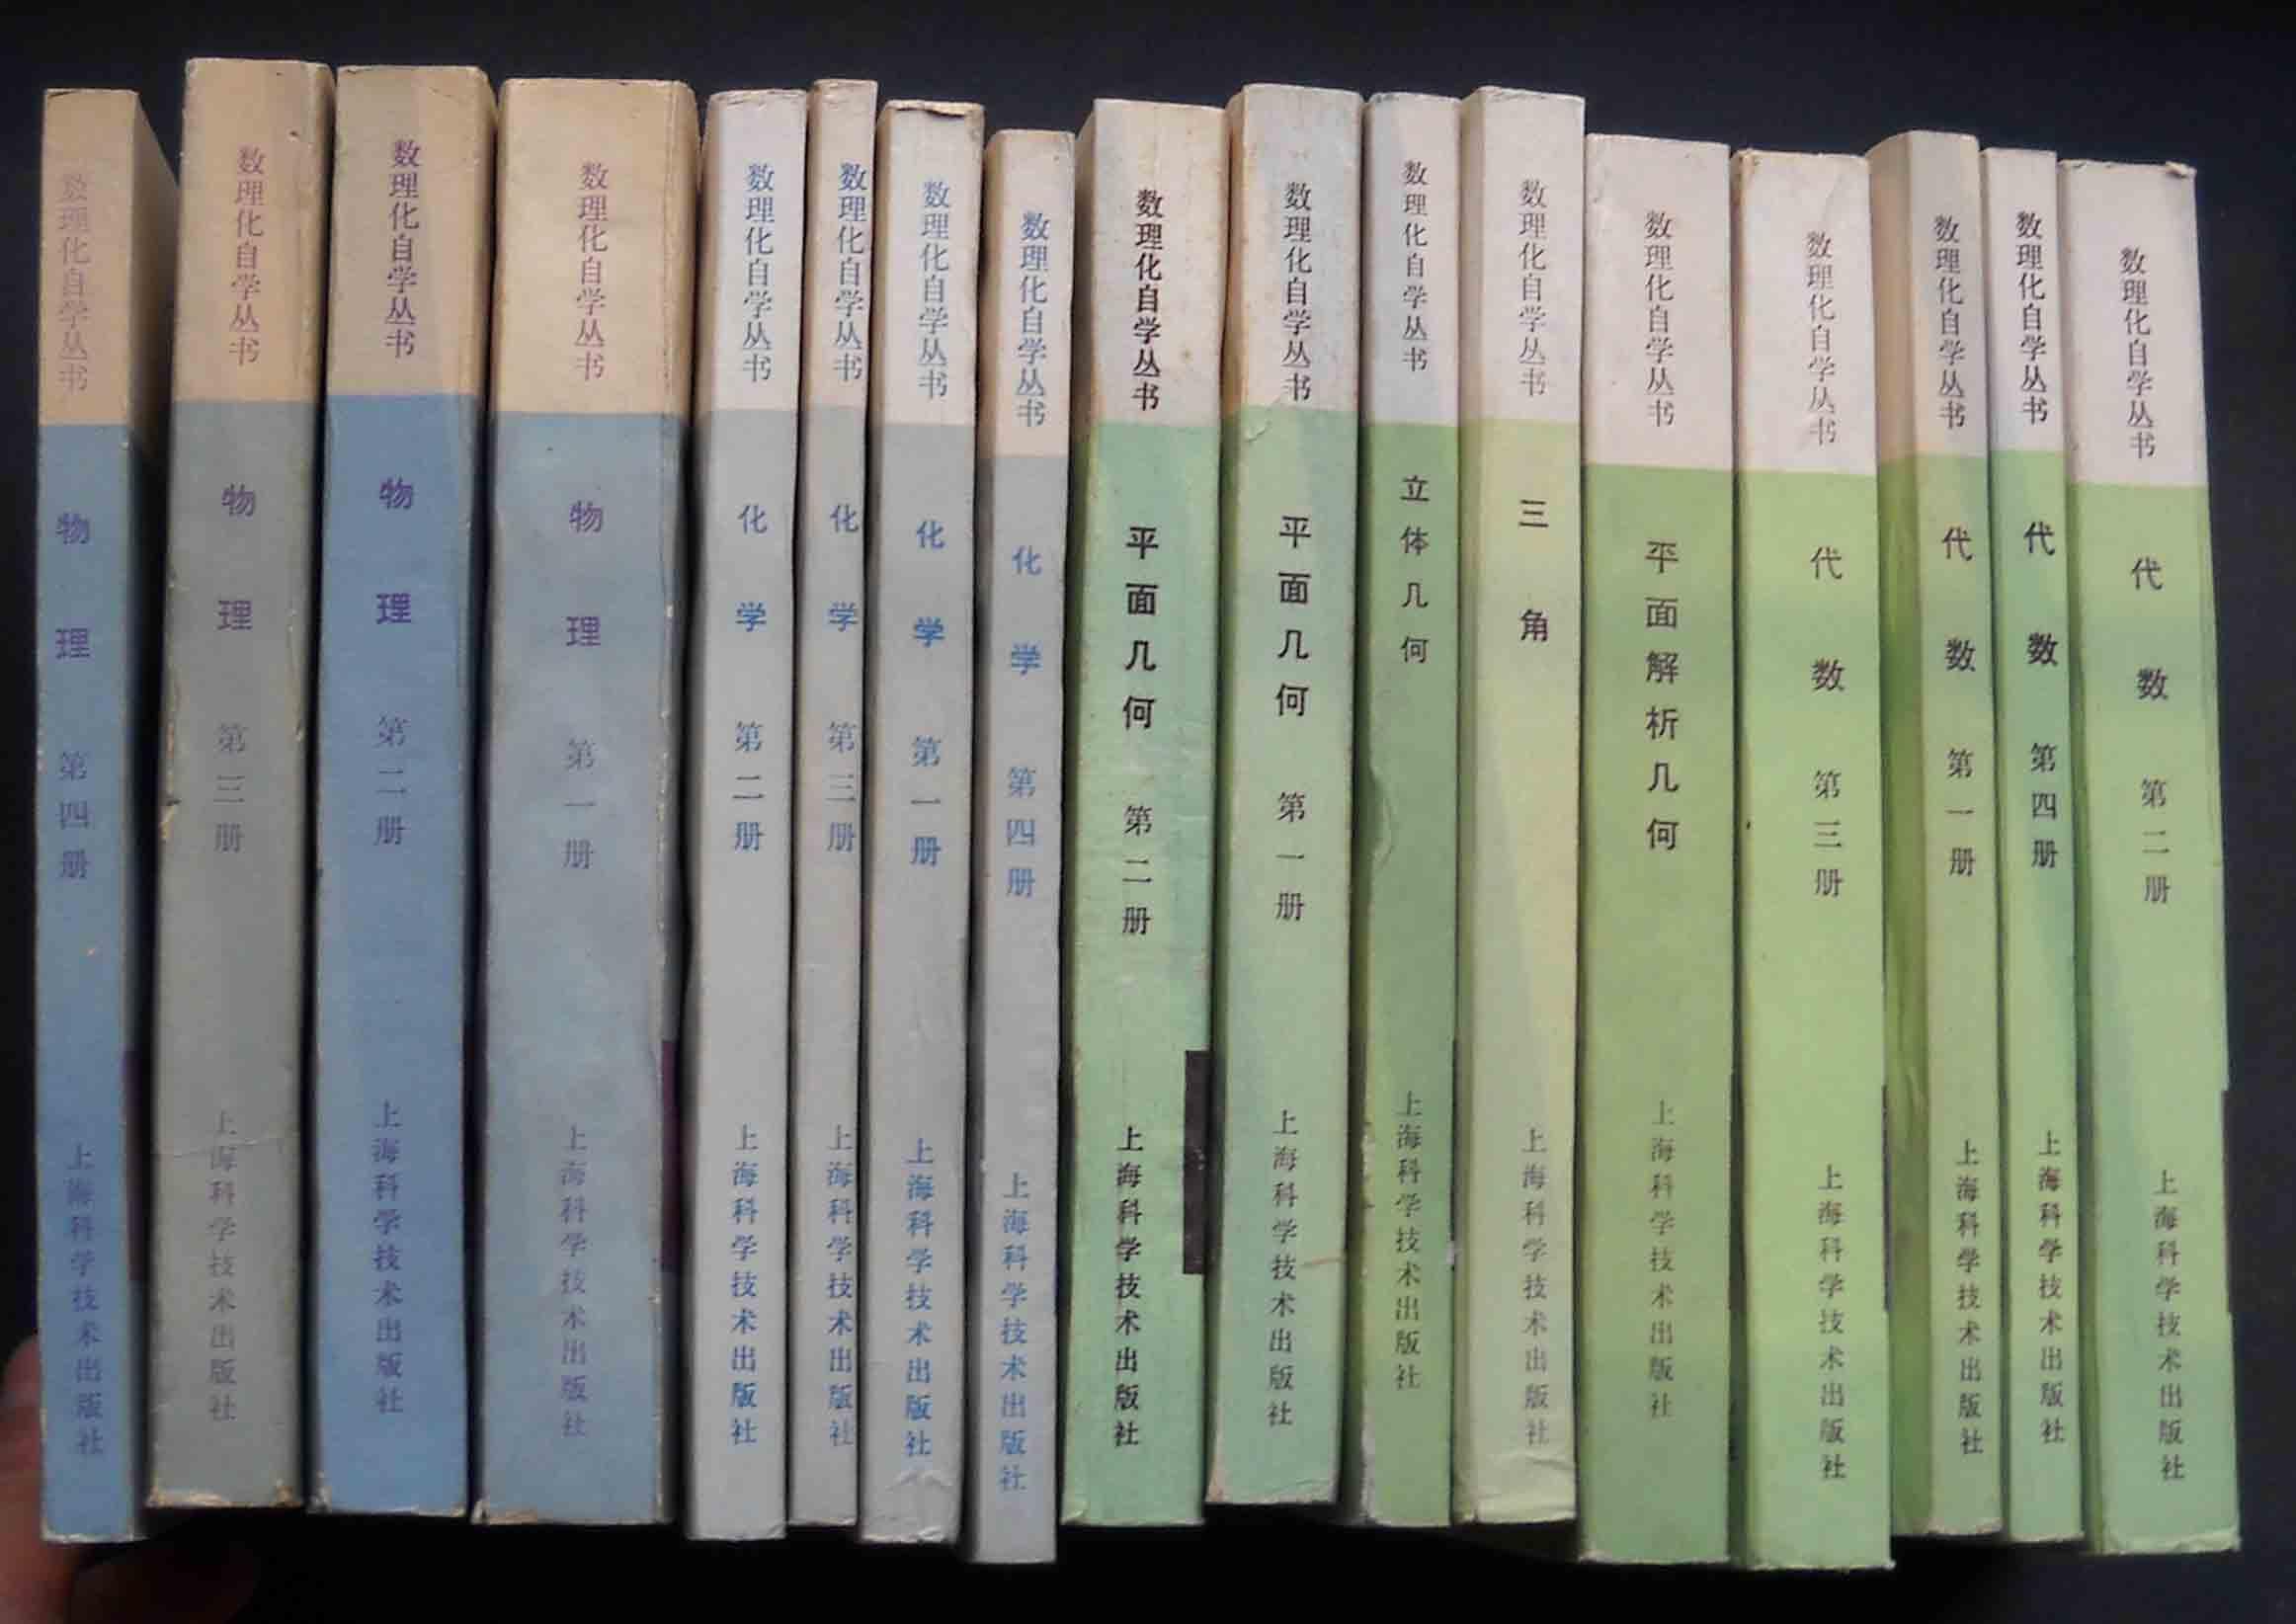 数理化自学丛书
物理
第四册
上海科学技术出版社
数理化自学丛书
物理
第三册
上海科学技术出版社
数理化自学丛书
物理
第二册
上海科学技术出版社
数理化自学丛书
物理
第一册
上海科学技术出版社
数理化自学丛书
化学
第二册
上海科学技术出版社
数理化自学丛书
化学
第三册
上海科学技术出版社
数理化自学丛书
化学
第一册
上海科学技术出版社
数理化自学丛书
化学
第四册
上海科学技术出版社
数理化自学丛书
平面几何
第二册
上海科学技术出版社
数理化自学丛书
平面几何
第一册
上海科学技术出版社
数理化自学丛书
立体几何
上海科学技术出版社
数理化自学丛书
三角
上海科学技术出版社
数理化自学丛书
平面解析几何
上海科学技术出版社
数理化自学丛书
代数
第三册
上海科学技术出版社
数理化自学丛书
代数
第一册
上海科学技术出版社
数理化自学丛书
代数
第四册
上海科学技术出版社
数理化自学丛书
代数
第二册
上海科学技术出版社